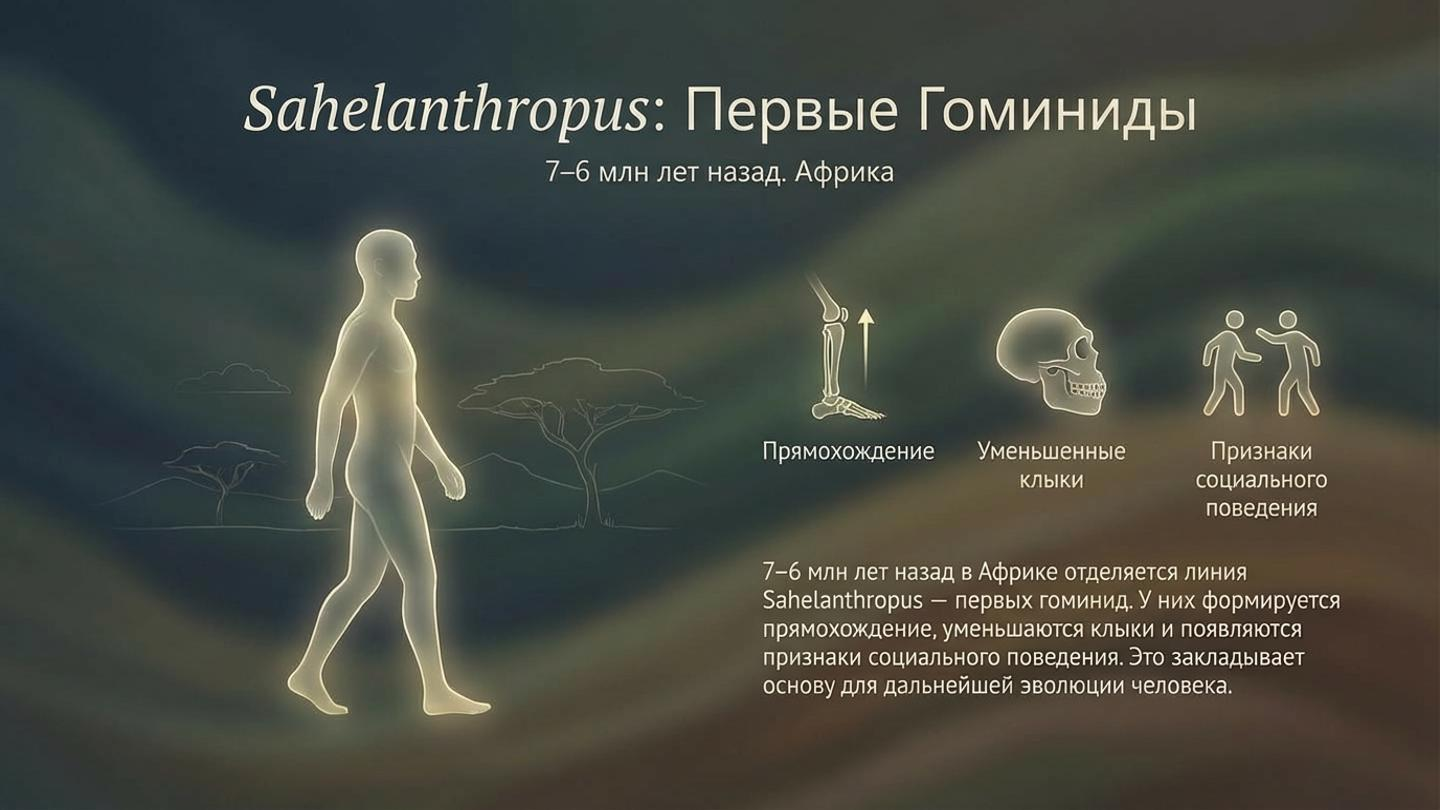 Sahelanthropus: Первые Гоминиды
7–6 млн лет назад. Африка
Прямохождение
Уменьшенные
клыки
Признаки
социального
поведения
7–6 млн лет назад в Африке отделяется линия
Sahelanthropus — первых гоминид. У них формируется
прямохождение, уменьшаются клыки и появляются
признаки социального поведения. Это закладывает
основу для дальнейшей эволюции человека.